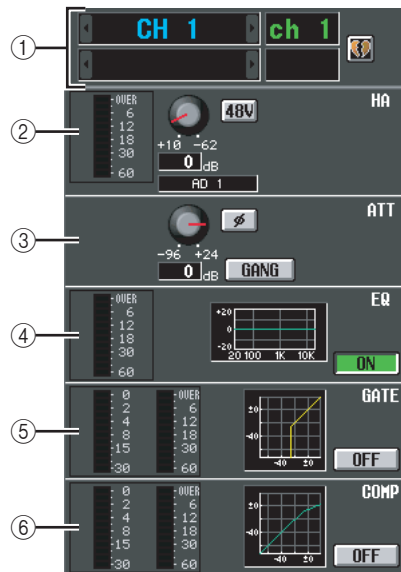 ① CH 1 ch 1
② OVER 6 12 18 30 60 48V HA
+10 -62
0 dB
AD 1
③ ø ATT
-96 +24
0 dB GANG
④ OVER 6 12 18 30 60 +20 0 -20 20 100 1K 10K EQ
ON
⑤ 0 2 4 8 15 30 OVER 6 12 18 30 60 ±0 -40 -40 ±0 GATE
OFF
⑥ 0 2 4 8 15 30 OVER 6 12 18 30 60 ±0 -40 -40 ±0 COMP
OFF